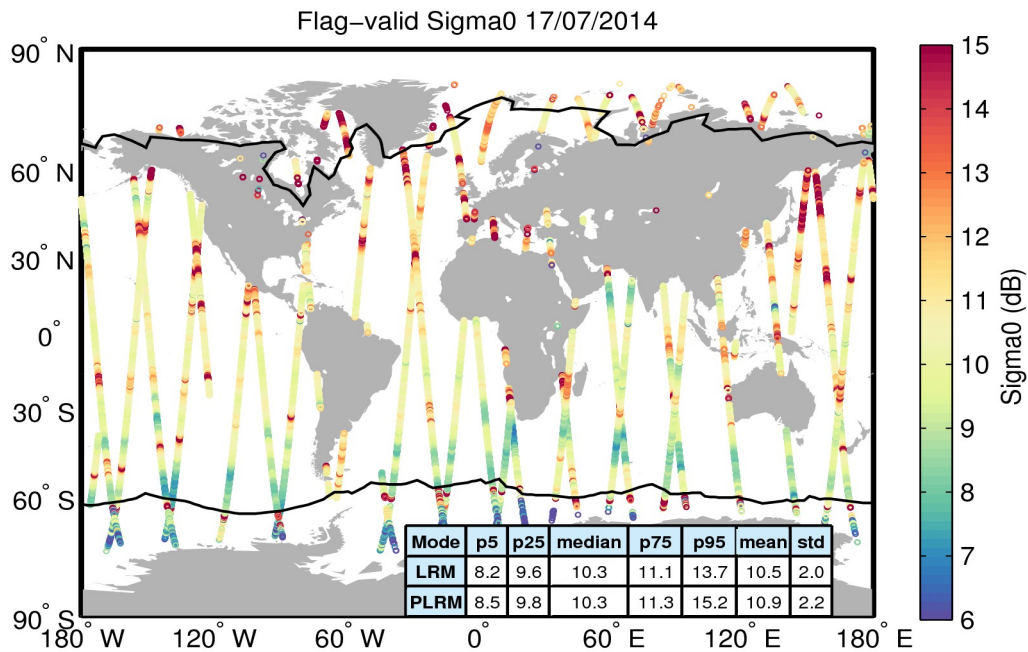 Flag−valid Sigma0 17/07/2014
90° N
60° N
30° N
0°
30° S
60° S
90° S
180° W 120° W 60° W 0° 60° E 120° E 180° E
15
14
13
12
11
10
9
8
7
6
Sigma0 (dB)
Mode p5 p25 median p75 p95 mean std
LRM 8.2 9.6 10.3 11.1 13.7 10.5 2.0
PLRM 8.5 9.8 10.3 11.3 15.2 10.9 2.2